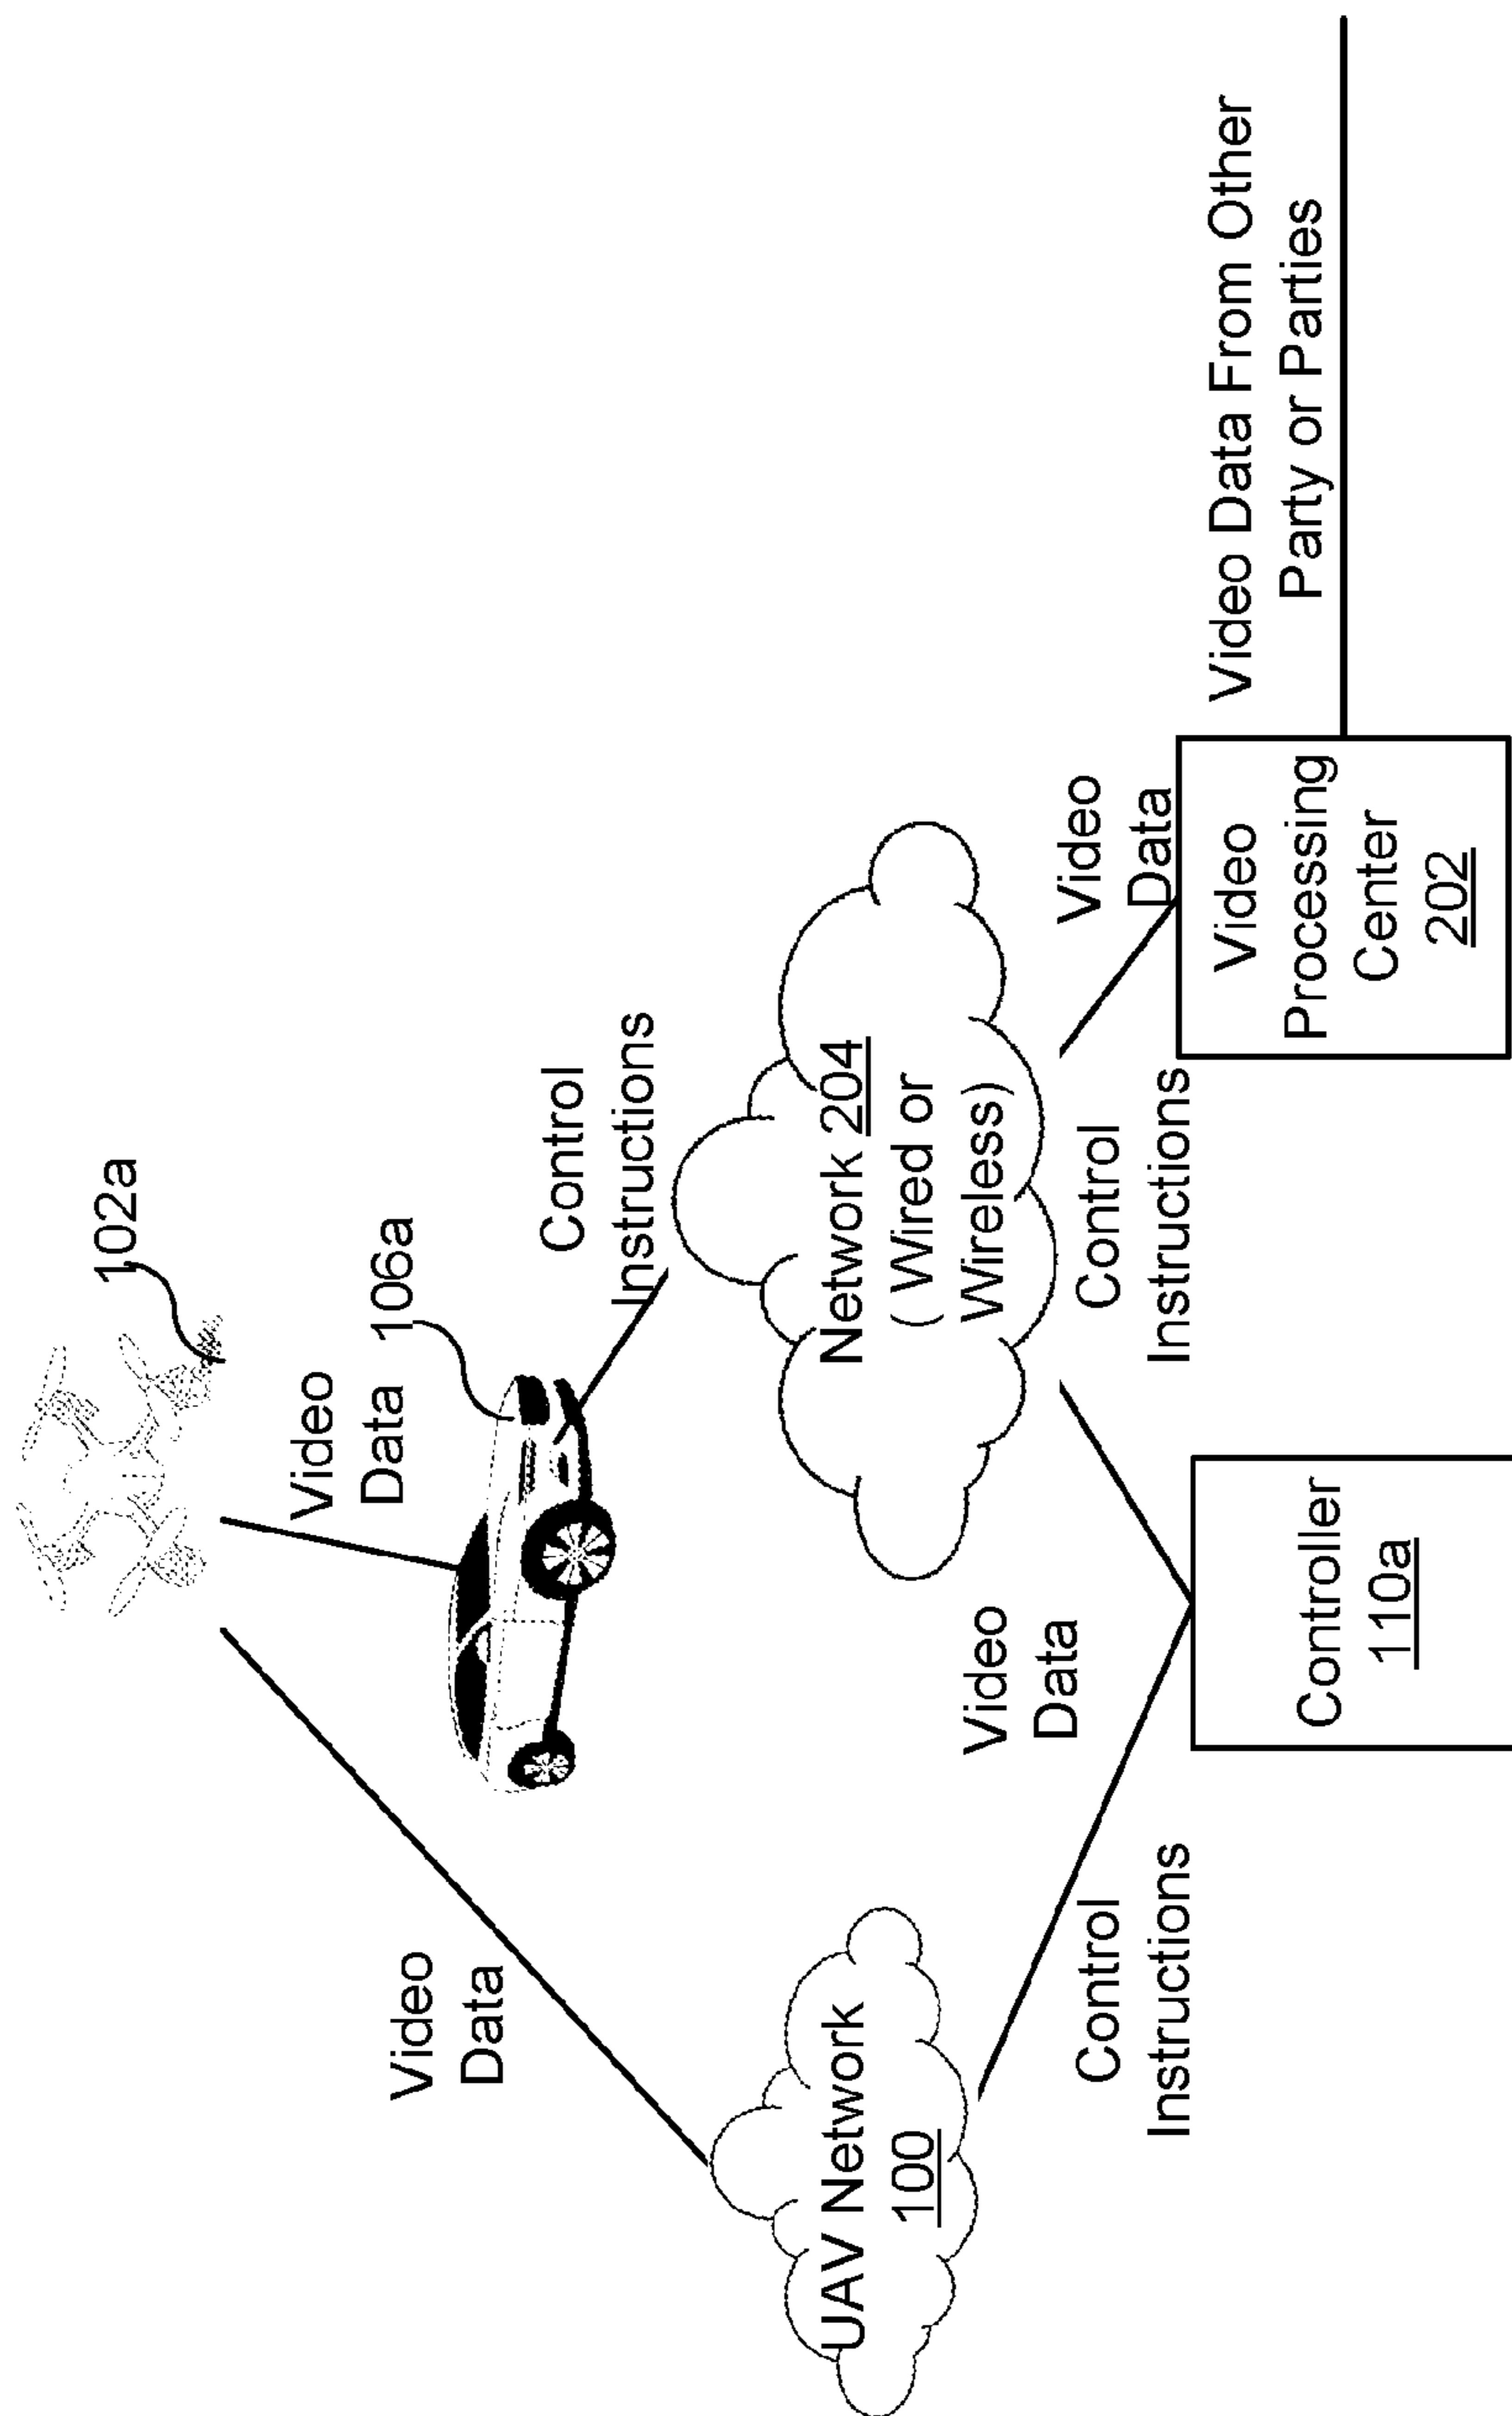 102a
Video
Data
106a
Video
Data
Control
Instructions
UAV Network
100
Network 204
( Wired or
Wireless)
Video
Data
Control
Instructions
Control
Instructions
Video
Data
Controller
110a
Video
Processing
Center
202
Video Data From Other
Party or Parties